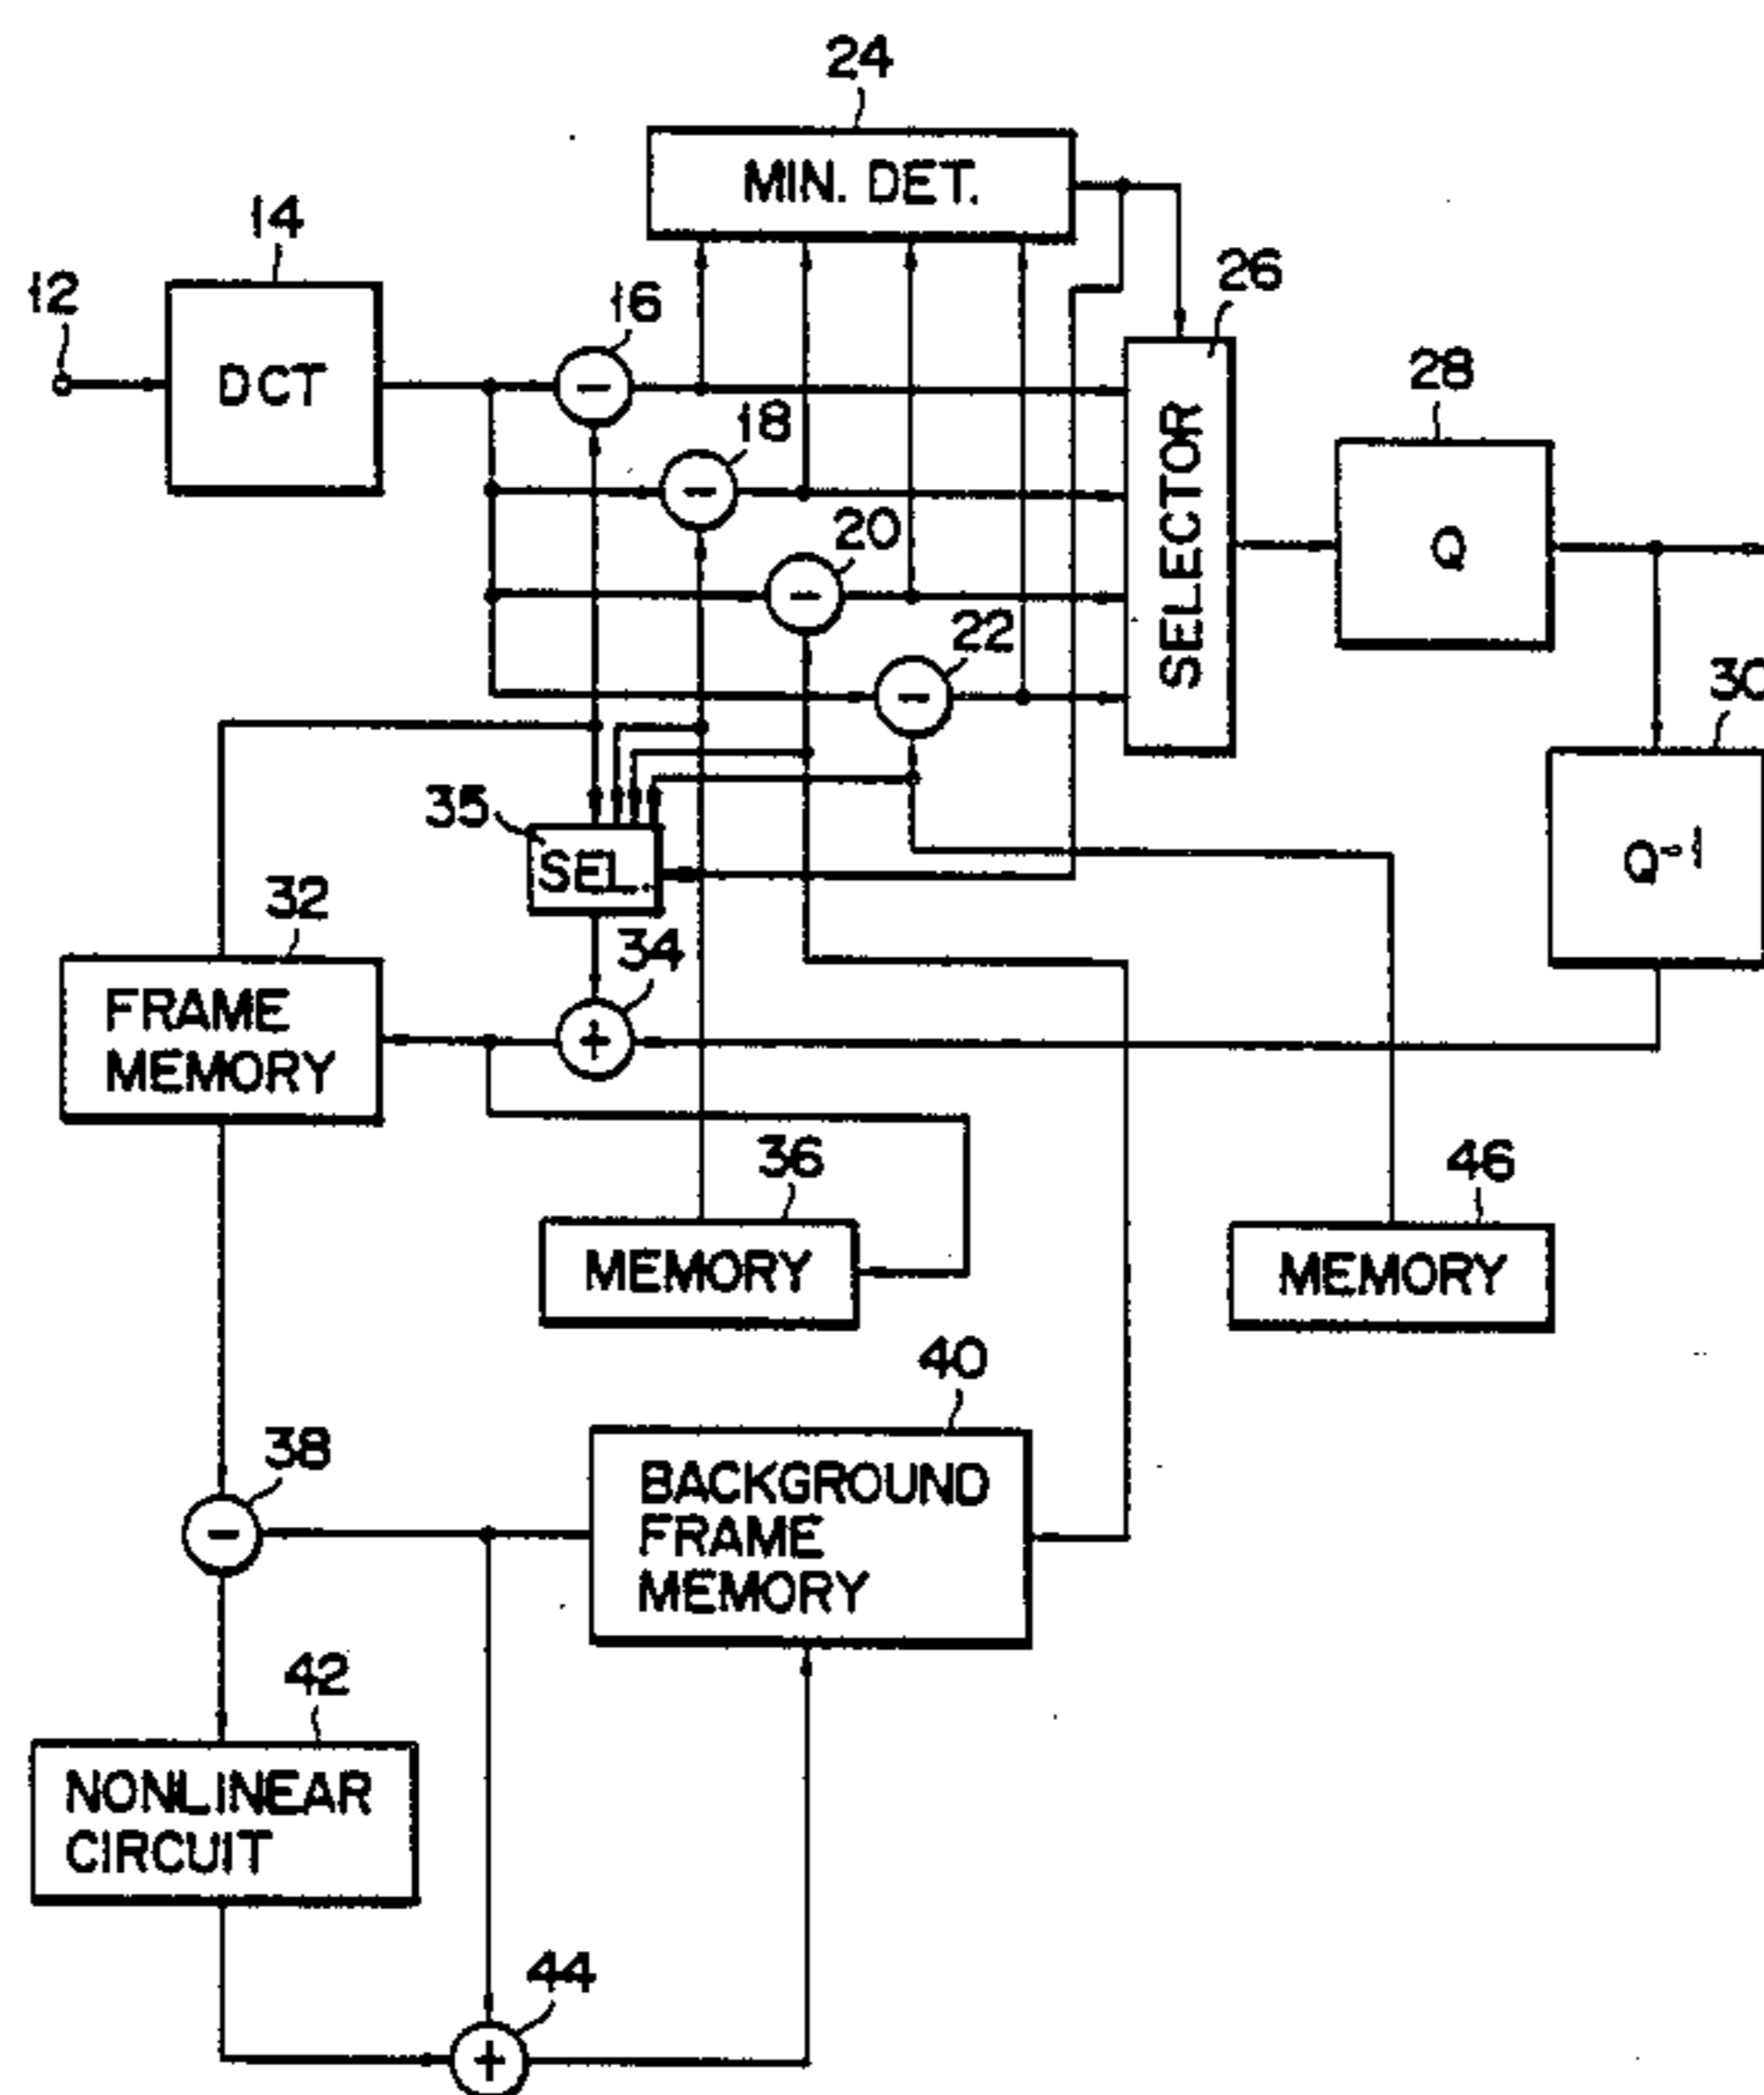 24
MIN. DET.
14
12
DCT
16
26
18
28
SELECTOR
20
Q
22
30
35
SEL.
Q-1
32
34
FRAME
MEMORY
36
46
MEMORY
MEMORY
40
38
BACKGROUND
FRAME
MEMORY
42
NONLINEAR
CIRCUIT
44